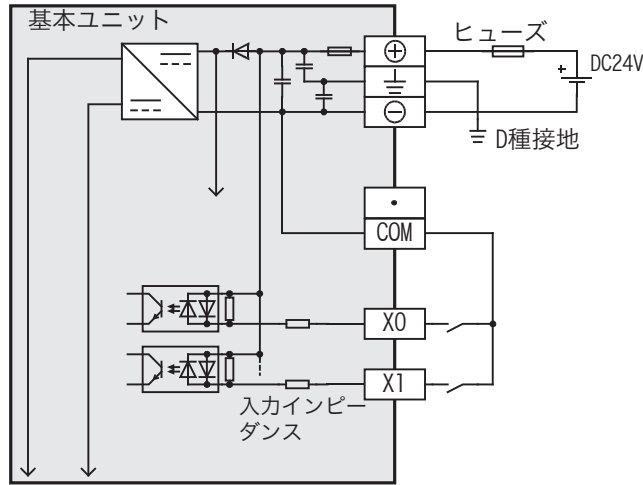 基本ユニット
ヒューズ
DC24V
D種接地
COM
X0
X1
入力インピー
ダンス